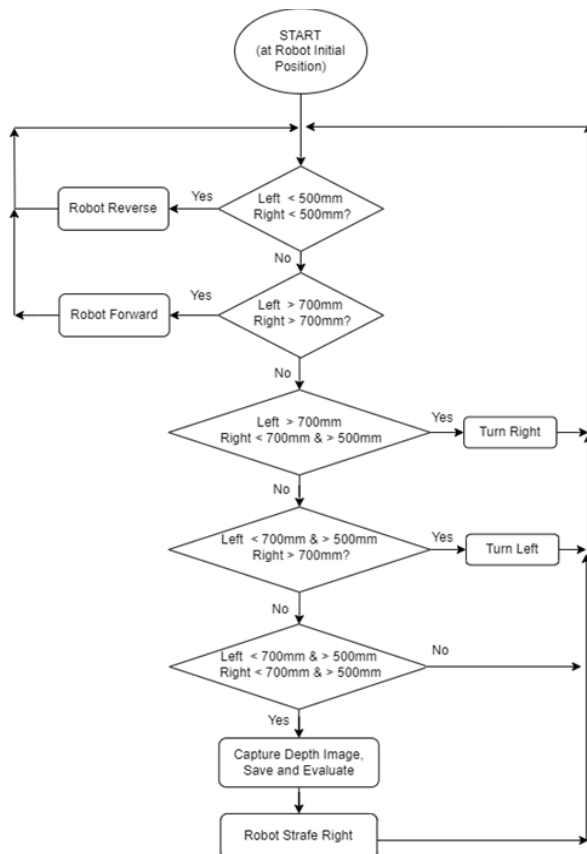 START
(at Robot Initial
Position)
Left < 500mm
Right < 500mm?
Yes
Robot Reverse
No
Left > 700mm
Right > 700mm?
Yes
Robot Forward
No
Left > 700mm
Right < 700mm & > 500mm
Yes
Turn Right
No
Left < 700mm & > 500mm
Right > 700mm?
Yes
Turn Left
No
Left < 700mm & > 500mm
Right < 700mm & > 500mm
No
Yes
Capture Depth Image,
Save and Evaluate
Robot Strafe Right